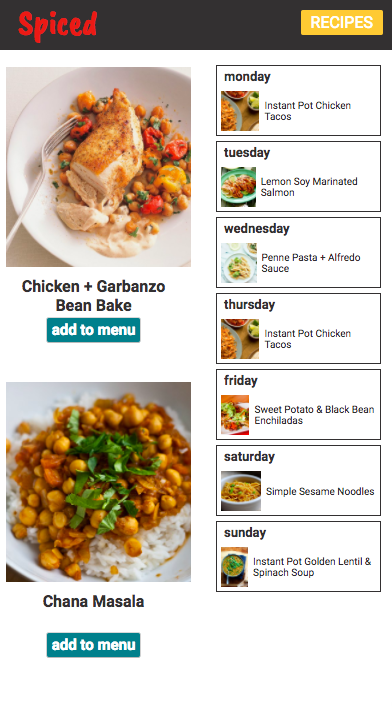 Spiced
RECIPES
Chicken + Garbanzo
Bean Bake
add to menu
Chana Masala
add to menu
monday
Instant Pot Chicken
Tacos
tuesday
Lemon Soy Marinated
Salmon
wednesday
Penne Pasta + Alfredo
Sauce
thursday
Instant Pot Chicken
Tacos
friday
Sweet Potato & Black Bean
Enchiladas
saturday
Simple Sesame Noodles
sunday
Instant Pot Golden Lentil &
Spinach Soup